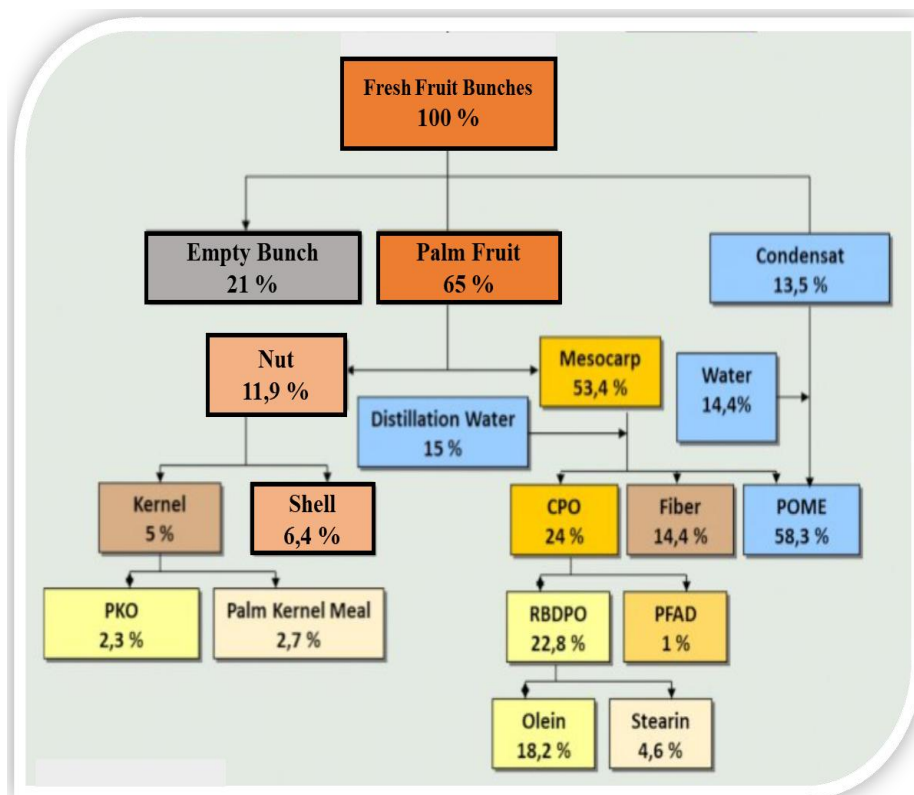 Fresh Fruit Bunches
100 %
Empty Bunch
21 %
Palm Fruit
65 %
Condensat
13,5 %
Nut
11,9 %
Mesocarp
53,4 %
Water
14,4%
Distillation Water
15 %
Kernel
5 %
Shell
6,4 %
CPO
24 %
Fiber
14,4 %
POME
58,3 %
PKO
2,3 %
Palm Kernel Meal
2,7 %
RBDPO
22,8 %
PFAD
1 %
Olein
18,2 %
Stearin
4,6 %